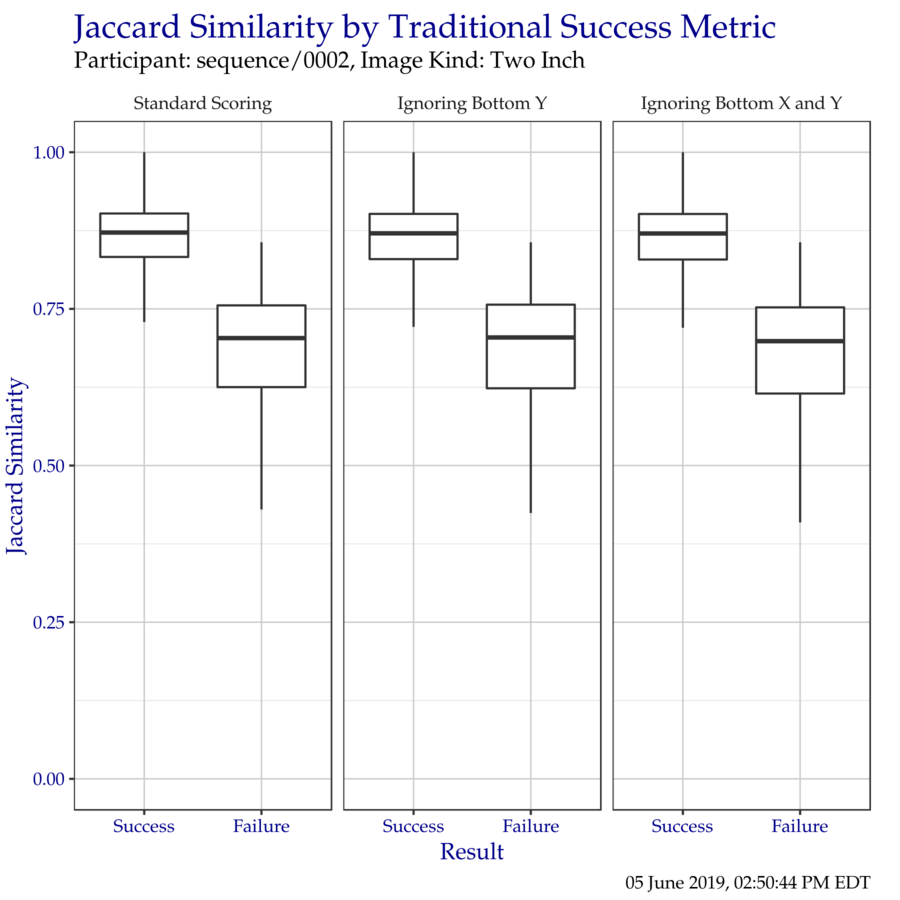 Jaccard Similarity by Traditional Success Metric
Participant: sequence/0002, Image Kind: Two Inch
Standard Scoring
Ignoring Bottom Y
Ignoring Bottom X and Y
Jaccard Similarity
1.00
0.75
0.50
0.25
0.00
Success Failure
Success Failure
Success Failure
Result
05 June 2019, 02:50:44 PM EDT